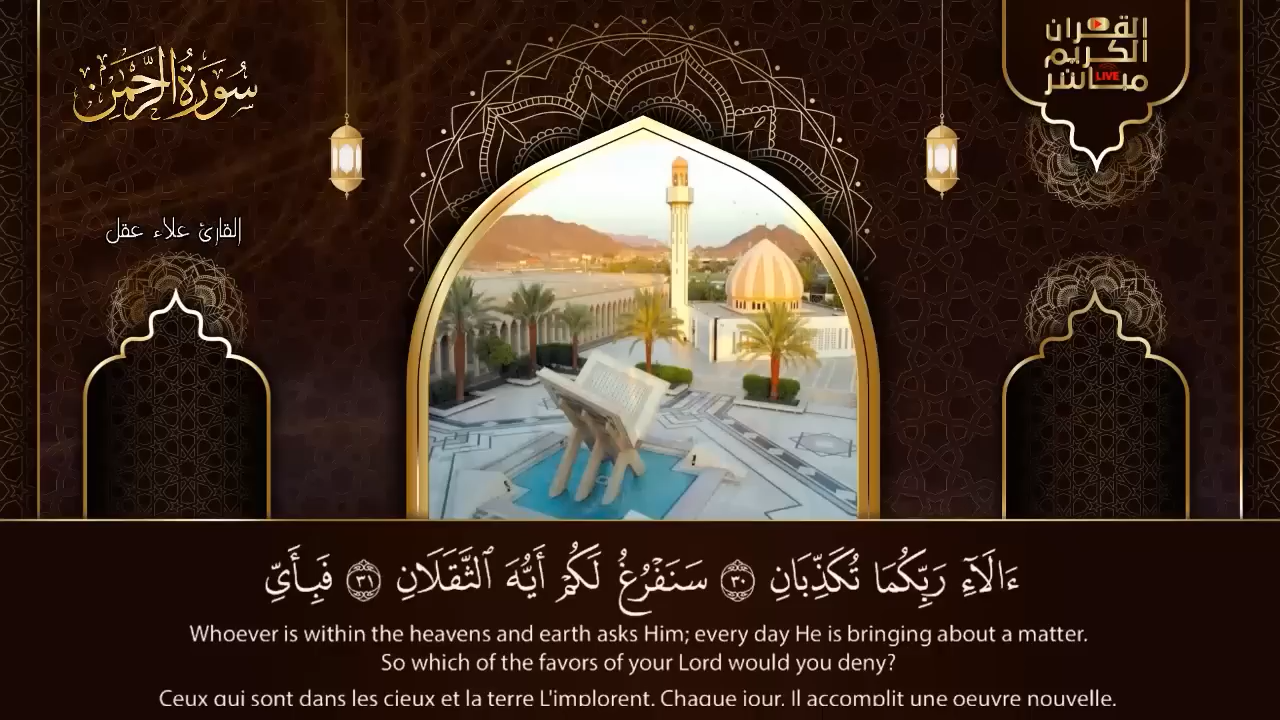 سُورَةُ الرَّحْمَٰن
القارئ علاء عقل
القرآن
الكريم
مباشر
LIVE
ءَالَآءِ رَبِّكُمَا تُكَذِّبَانِ ٣٠ سَنَفْرُغُ لَكُمْ أَيُّهَ ٱلثَّقَلَانِ ٣١ فَبِأَيِّ
Whoever is within the heavens and earth asks Him; every day He is bringing about a matter.
So which of the favors of your Lord would you deny?
Ceux qui sont dans les cieux et la terre L'implorent. Chaque jour, Il accomplit une oeuvre nouvelle.